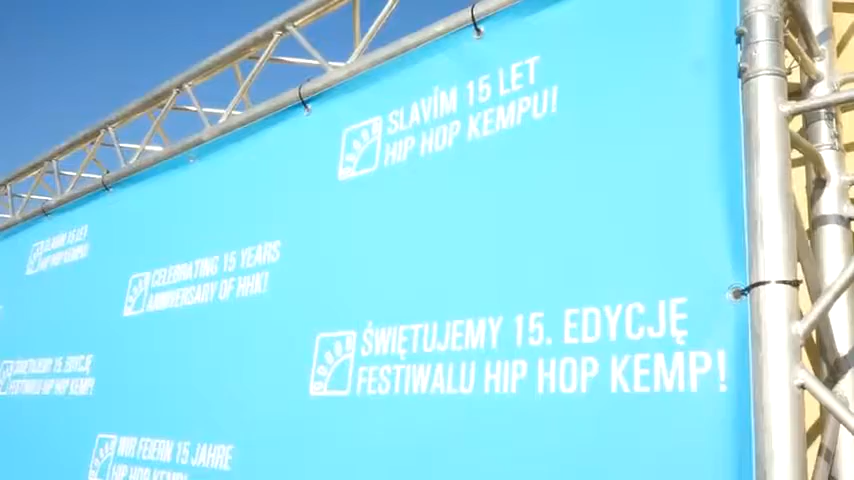 SLAVÍM 15 LET
HIP HOP KEMPU!
SLAVÍM 15 LET
HIP HOP KEMPU!
CELEBRATING 15 YEARS
ANNIVERSARY OF HHK!
ŚWIĘTUJEMY 15. EDYCJĘ
FESTIWALU HIP HOP KEMP!
ŚWIĘTUJEMY 15. EDYCJĘ
FESTIWALU HIP HOP KEMP!
WIR FEIERN 15 JAHRE
HIP HOP KEMP!